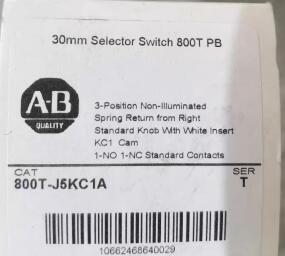 30mm Selector Switch 800T PB
A-B
QUALITY
3-Position Non-Illuminated
Spring Return from Right
Standard Knob With White Insert
KC1 Cam
1-NO 1-NC Standard Contacts
CAT SER
800T-J5KC1A T
10662468640029